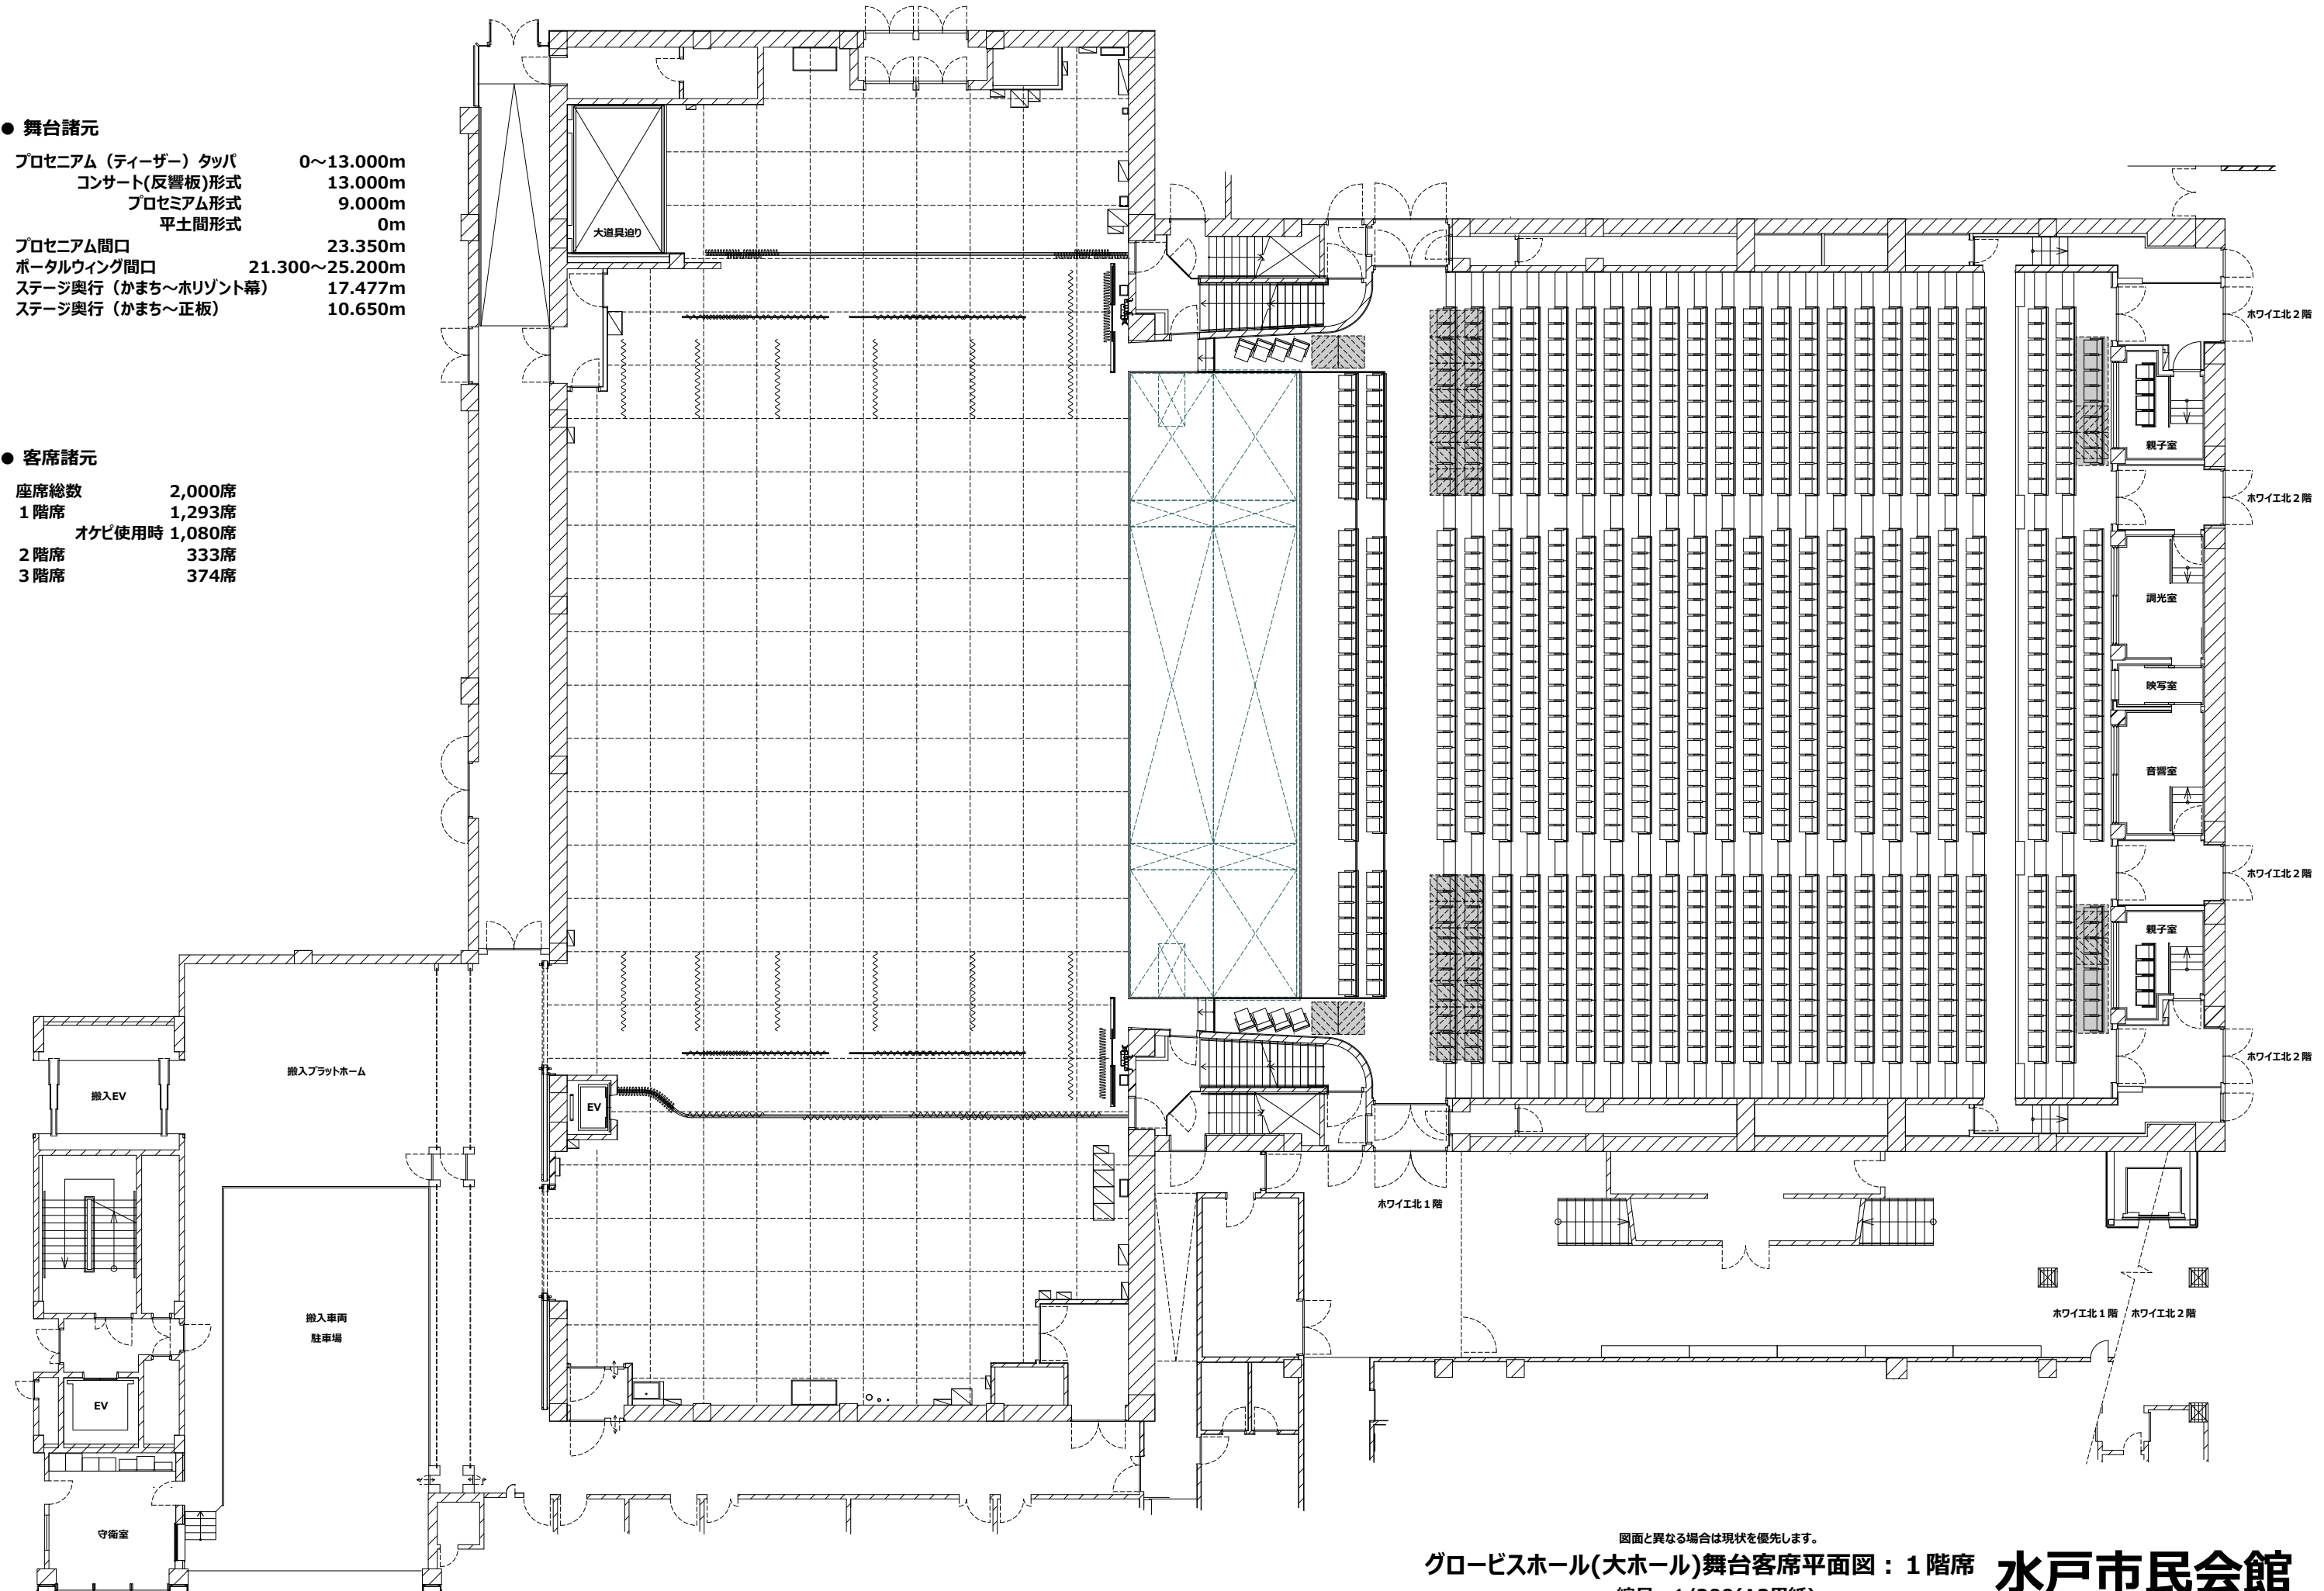 ● 舞台諸元
プロセニアム（ティーザー）タッパ 0～13.000m
コンサート(反響板)形式 13.000m
プロセミアム形式 9.000m
平土間形式 0m
プロセニアム間口 23.350m
ポータルウィング間口 21.300～25.200m
ステージ奥行（かまち～ホリゾント幕） 17.477m
ステージ奥行（かまち～正板） 10.650m
● 客席諸元
座席総数 2,000席
１階席 1,293席
オケピ使用時 1,080席
２階席 333席
３階席 374席
大道具迫り
ホワイエ北２階
親子室
ホワイエ北２階
調光室
映写室
音響室
ホワイエ北２階
親子室
ホワイエ北２階
搬入プラットホーム
搬入EV
EV
ホワイエ北１階
ホワイエ北１階
ホワイエ北２階
搬入車両
駐車場
EV
守衛室
図面と異なる場合は現状を優先します。
グロービスホール(大ホール)舞台客席平面図：１階席
水戸市民会館